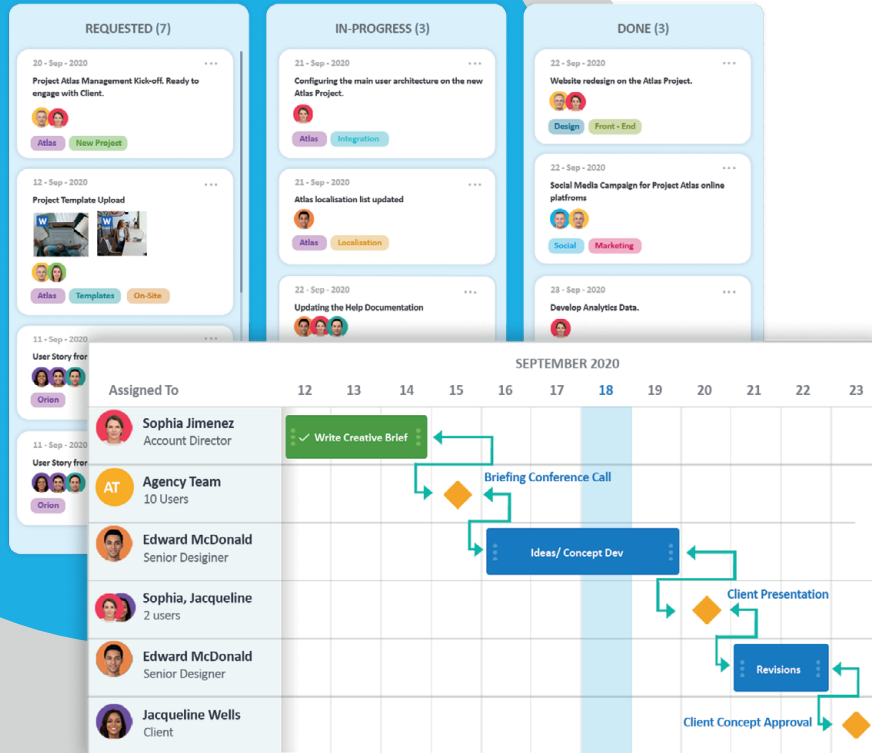 REQUESTED (7)
20 - Sep - 2020
Project Atlas Management Kick-off. Ready to
engage with Client.
Atlas
New Project
12 - Sep - 2020
Project Template Upload
W
W
Atlas
Templates
On-Site
11 - Sep - 2020
User Story
Orion
11 - Sep - 2020
User Story
Orion
IN-PROGRESS (3)
21 - Sep - 2020
Configuring the main user architecture on the new
Atlas Project.
Atlas
Integration
21 - Sep - 2020
Atlas localisation list updated
Atlas
Localisation
22 - Sep - 2020
Updating the Help Documentation
DONE (3)
22 - Sep - 2020
Website redesign on the Atlas Project.
Design
Front - End
22 - Sep - 2020
Social Media Campaign for Project Atlas online
platfroms
Social
Marketing
23 - Sep - 2020
Develop Analytics Data.
SEPTEMBER 2020
Assigned To 12 13 14 15 16 17 18 19 20 21 22 23
Sophia Jimenez
Account Director
Write Creative Brief
AT
Agency Team
10 Users
Briefing Conference Call
Edward McDonald
Senior Desiginer
Ideas/ Concept Dev
Sophia, Jacqueline
2 users
Client Presentation
Edward McDonald
Senior Designer
Revisions
Jacqueline Wells
Client
Client Concept Approval